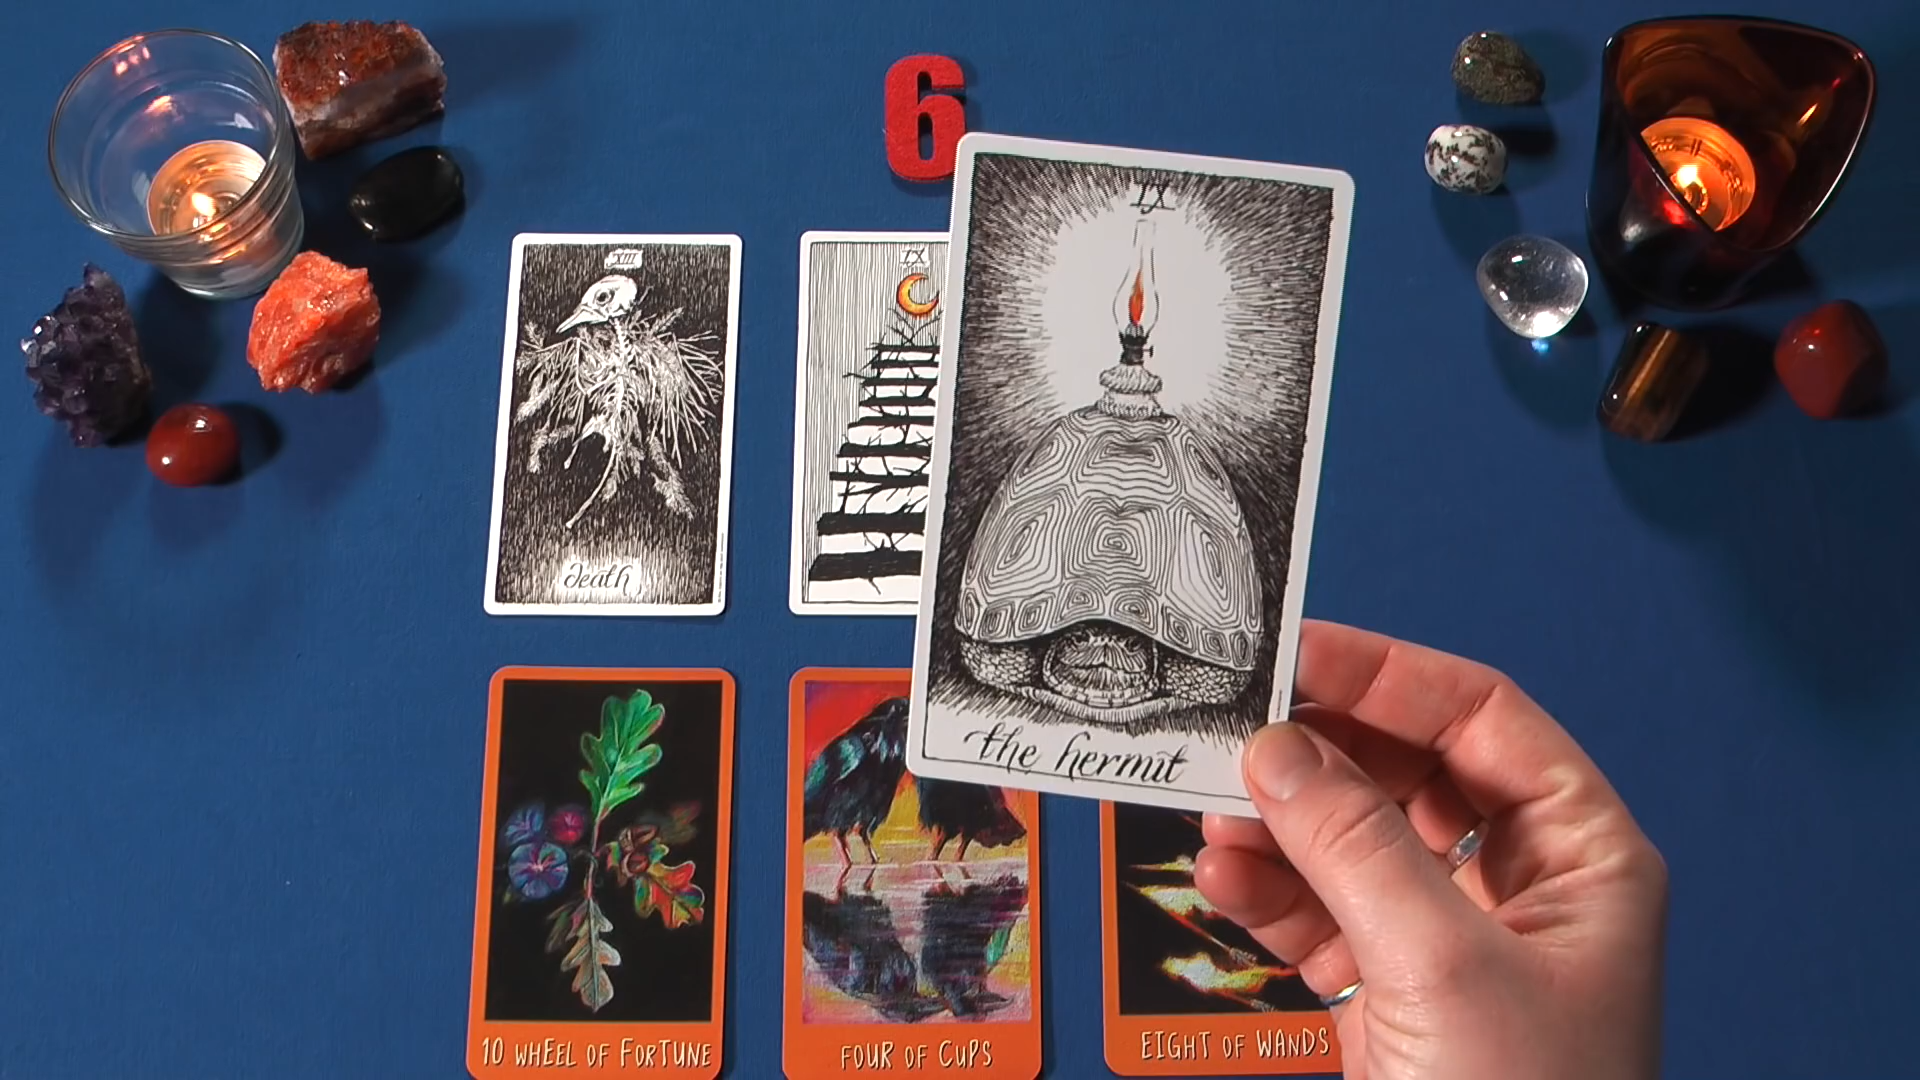 6
XIII
IX
IX
death
the hermit
10 WHEEL OF FORTUNE
FOUR OF CUPS
EIGHT OF WANDS